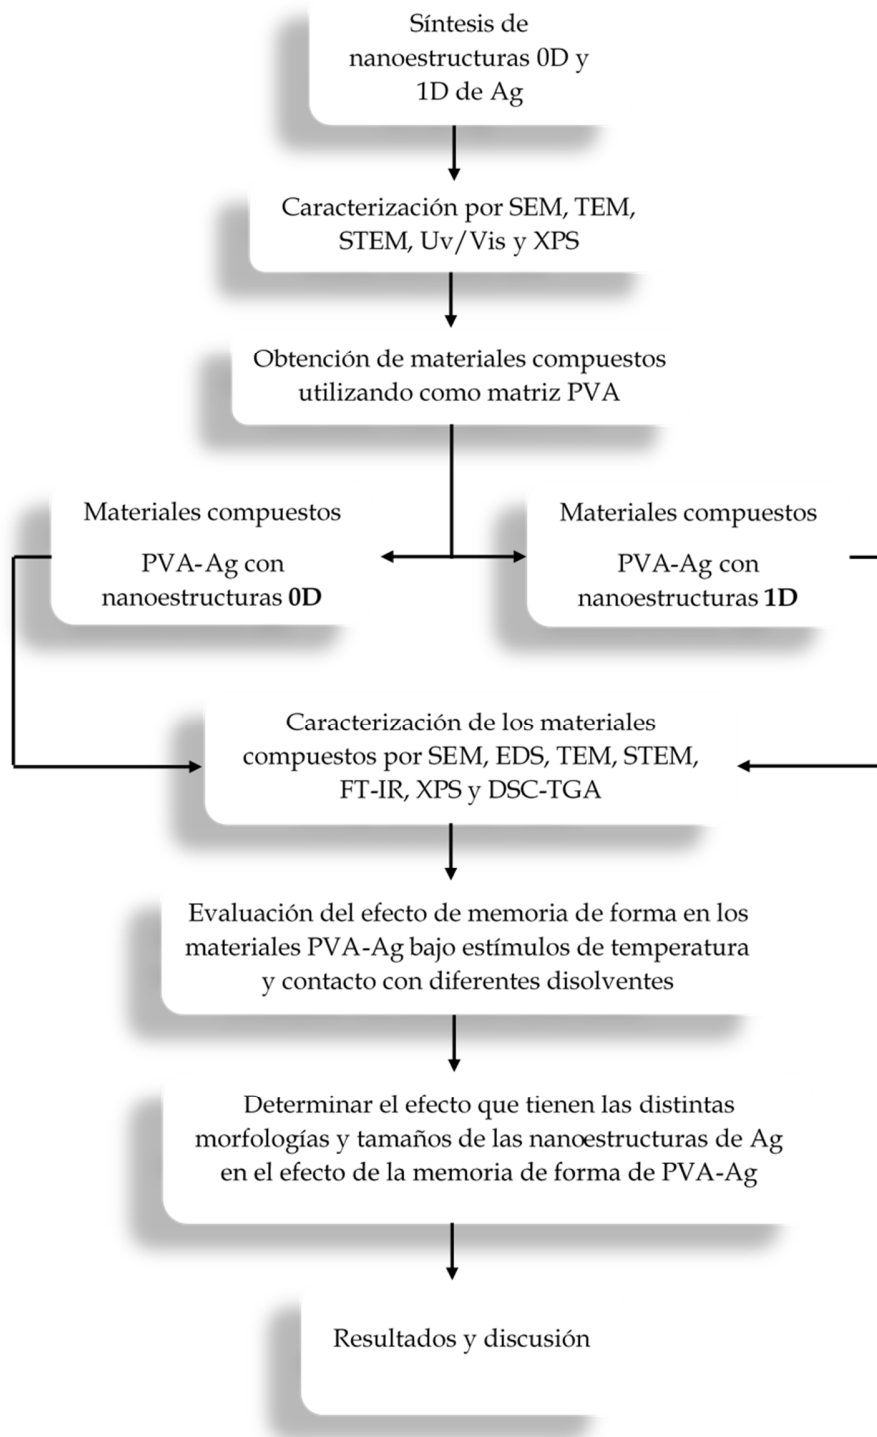 Síntesis de
nanoestructuras 0D y
1D de Ag
Caracterización por SEM, TEM,
STEM, Uv/Vis y XPS
Obtención de materiales compuestos
utilizando como matriz PVA
Materiales compuestos
PVA-Ag con
nanoestructuras 0D
Materiales compuestos
PVA-Ag con
nanoestructuras 1D
Caracterización de los materiales
compuestos por SEM, EDS, TEM, STEM,
FT-IR, XPS y DSC-TGA
Evaluación del efecto de memoria de forma en los
materiales PVA-Ag bajo estímulos de temperatura
y contacto con diferentes disolventes
Determinar el efecto que tienen las distintas
morfologías y tamaños de las nanoestructuras de Ag
en el efecto de la memoria de forma de PVA-Ag
Resultados y discusión